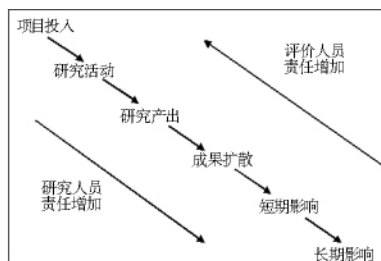 项目投入
研究活动
研究产出
成果扩散
短期影响
长期影响
评价人员
责任增加
研究人员
责任增加